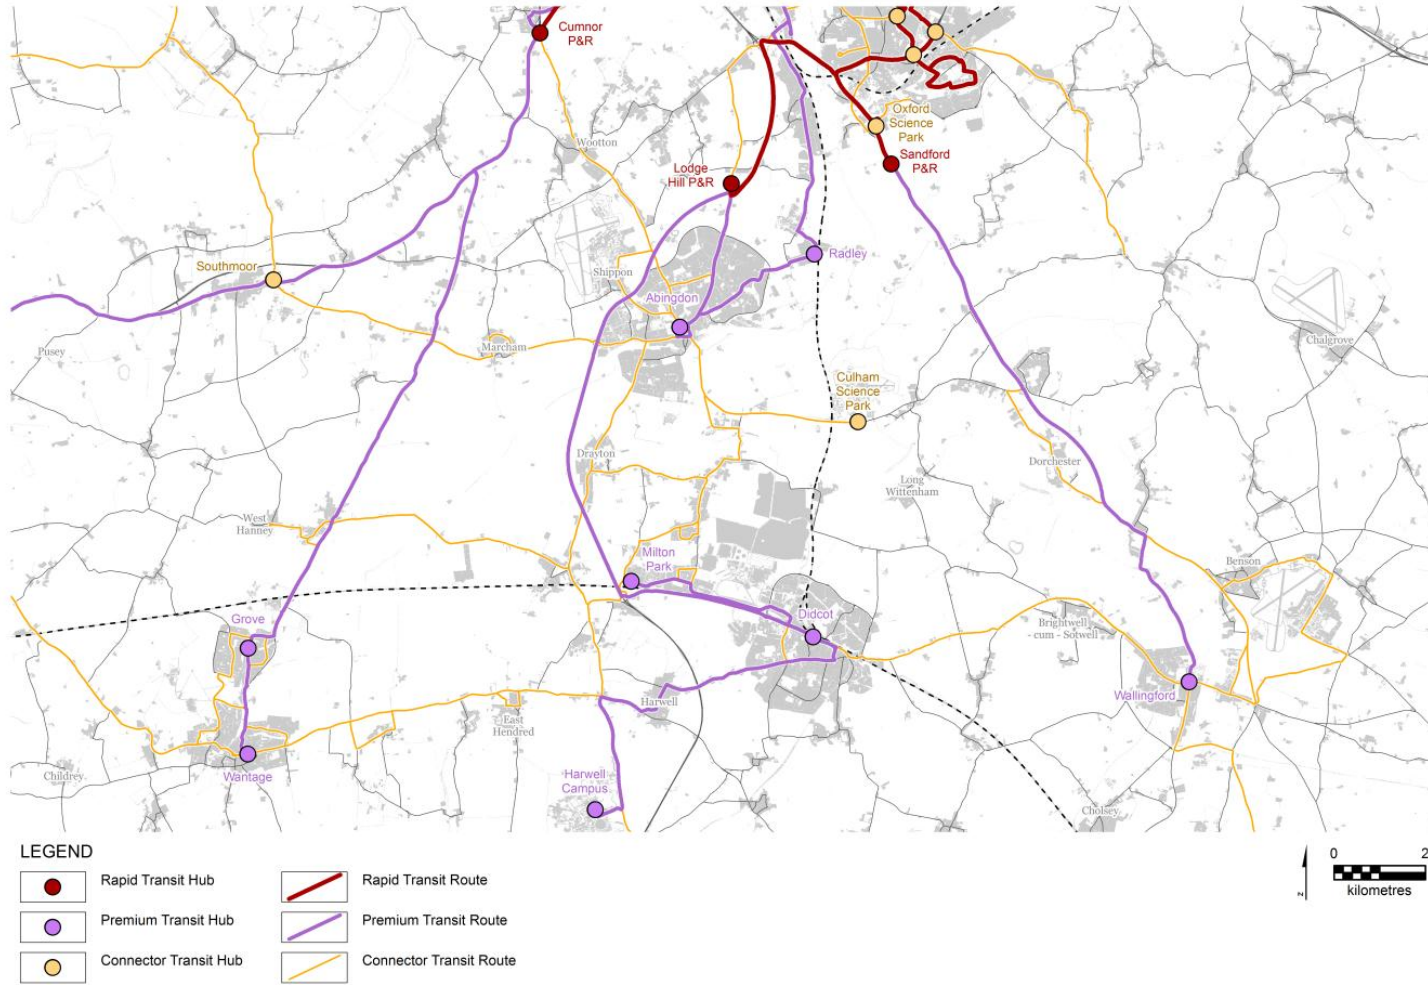 Cumnor
P&R
Oxford
Science
Park
Wootton
Sandford
P&R
Lodge
Hill P&R
Radley
Southmoor
Shippon
Abingdon
Pusey
Marcham
Chalgrove
Culham
Science
Park
Drayton
Dorchester
Long
Wittenham
West
Hanney
Milton
Park
Benson
Grove
Didcot
Brightwell
- cum - Sotwell
Wallingford
Harwell
East
Hendred
Childrey
Wantage
Harwell
Campus
Cholsey
LEGEND
Rapid Transit Hub
Rapid Transit Route
Premium Transit Hub
Premium Transit Route
Connector Transit Hub
Connector Transit Route
N
0 2
kilometres